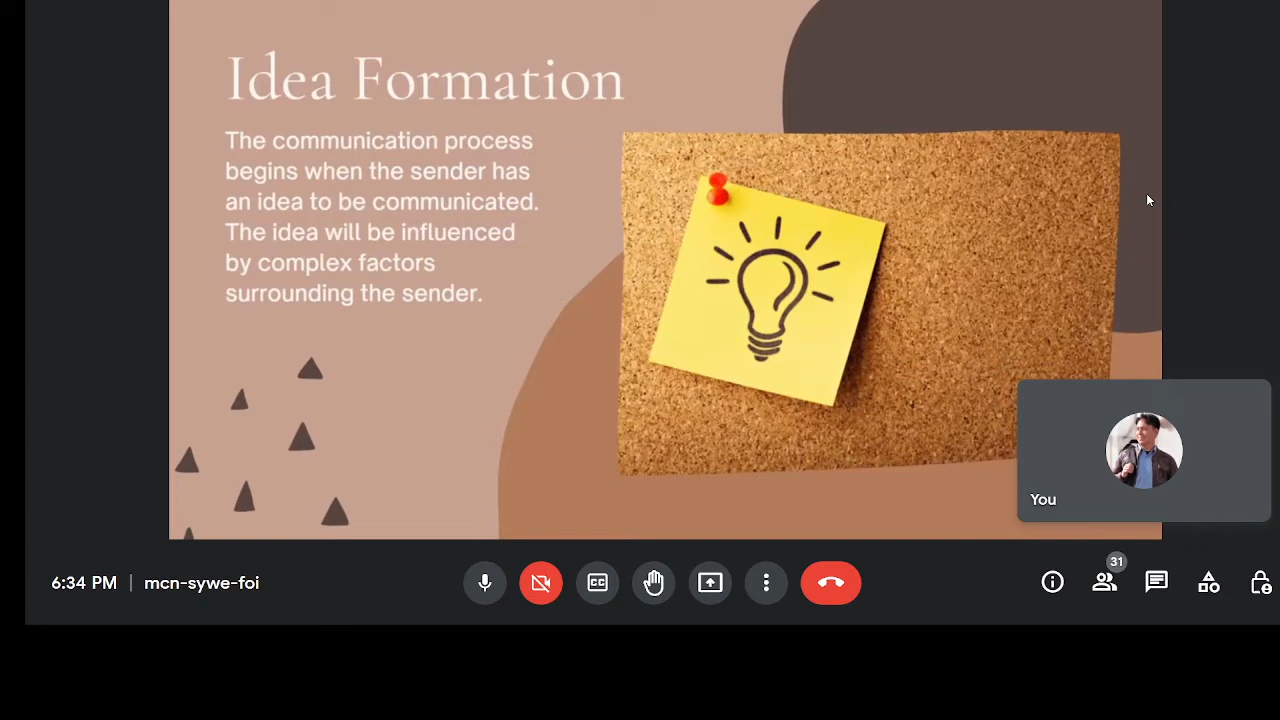 Idea Formation
The communication process
begins when the sender has
an idea to be communicated.
The idea will be influenced
by complex factors
surrounding the sender.
You
6:34 PM | mcn-sywe-foi
CC
31